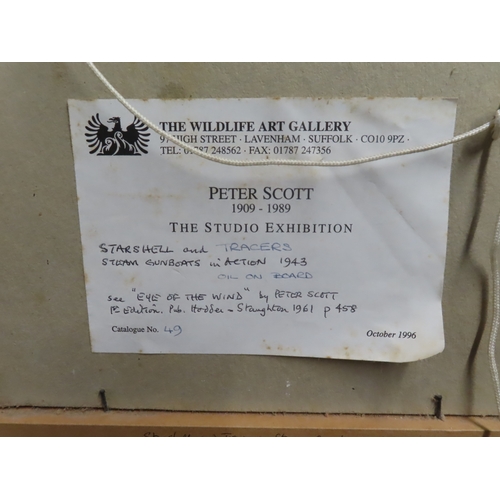 THE WILDLIFE ART GALLERY
97 HIGH STREET · LAVENHAM · SUFFOLK · CO10 9PZ ·
TEL: 01787 248562 · FAX: 01787 247356
PETER SCOTT
1909 - 1989
THE STUDIO EXHIBITION
STARSHELL and TRACERS
STEAM GUNBOATS in ACTION 1943
OIL ON BOARD
see "EYE OF THE WIND" by PETER SCOTT
1st Edition. Pub. Hodder & Stoughton 1961 p 458
Catalogue No. 49
October 1996